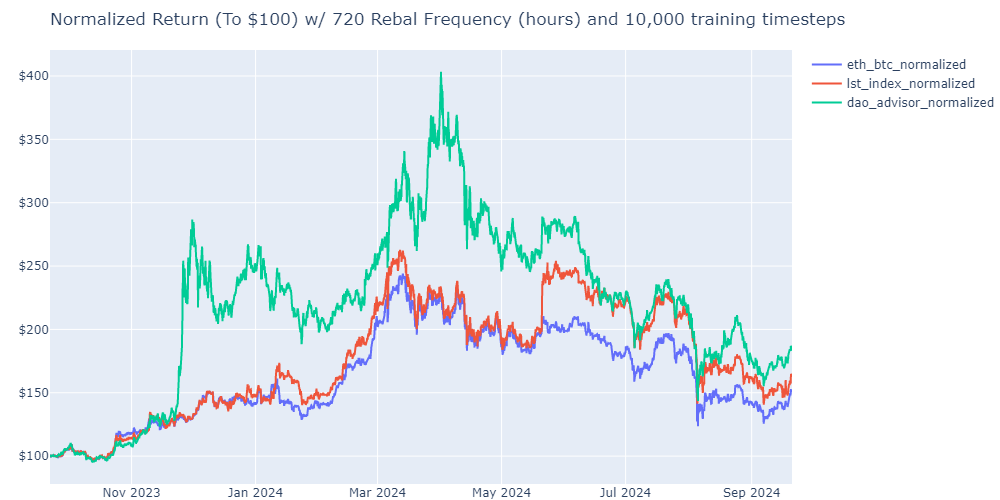 Normalized Return (To $100) w/ 720 Rebal Frequency (hours) and 10,000 training timesteps
eth_btc_normalized
lst_index_normalized
dao_advisor_normalized
$400
$350
$300
$250
$200
$150
$100
Nov 2023
Jan 2024
Mar 2024
May 2024
Jul 2024
Sep 2024